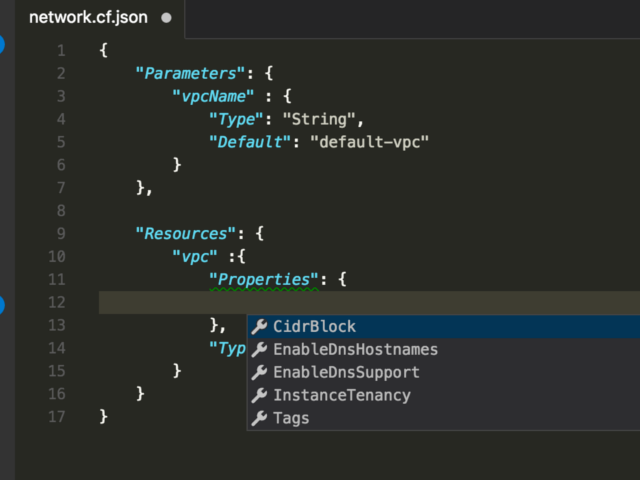 network.cf.json
1 {
2 "Parameters": {
3 "vpcName" : {
4 "Type": "String",
5 "Default": "default-vpc"
6 }
7 },
8
9 "Resources": {
10 "vpc" :{
11 "Properties": {
12
13 },
14 "Typ
15 }
16 }
17 }
CidrBlock
EnableDnsHostnames
EnableDnsSupport
InstanceTenancy
Tags